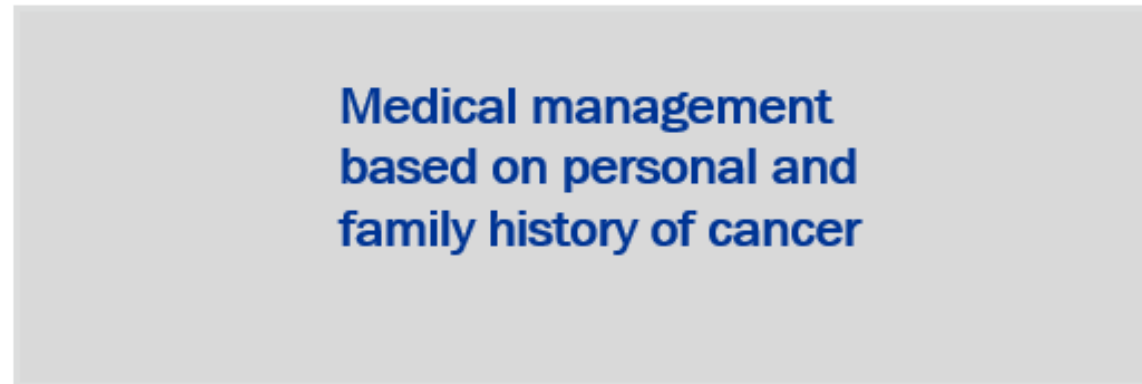 Medical management
based on personal and
family history of cancer